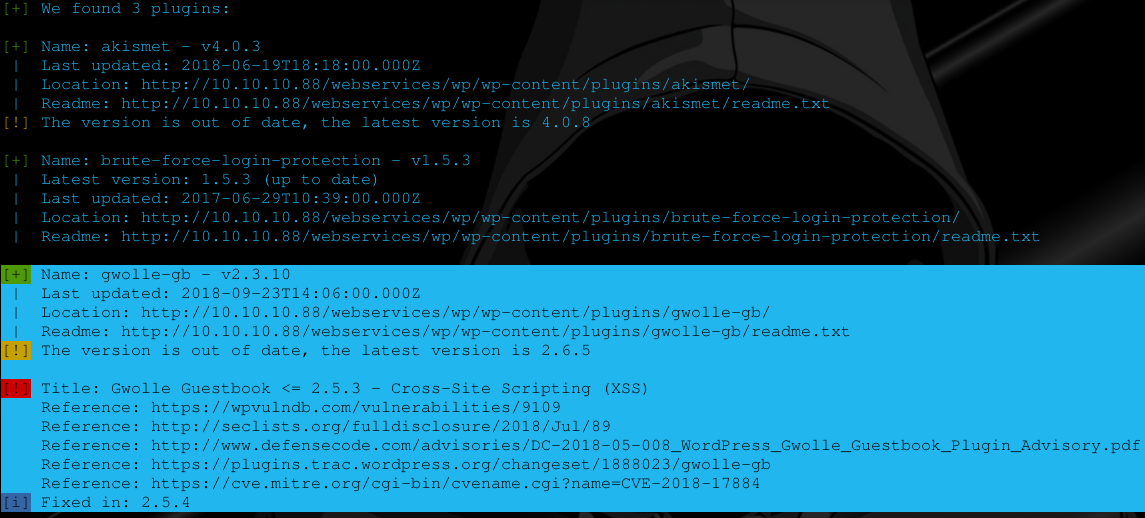 [+] We found 3 plugins:
[+] Name: akismet - v4.0.3
| Last updated: 2018-06-19T18:18:00.000Z
| Location: http://10.10.10.88/webservices/wp/wp-content/plugins/akismet/
| Readme: http://10.10.10.88/webservices/wp/wp-content/plugins/akismet/readme.txt
[!] The version is out of date, the latest version is 4.0.8
[+] Name: brute-force-login-protection - v1.5.3
| Latest version: 1.5.3 (up to date)
| Last updated: 2017-06-29T10:39:00.000Z
| Location: http://10.10.10.88/webservices/wp/wp-content/plugins/brute-force-login-protection/
| Readme: http://10.10.10.88/webservices/wp/wp-content/plugins/brute-force-login-protection/readme.txt
[+] Name: gwolle-gb - v2.3.10
| Last updated: 2018-09-23T14:06:00.000Z
| Location: http://10.10.10.88/webservices/wp/wp-content/plugins/gwolle-gb/
| Readme: http://10.10.10.88/webservices/wp/wp-content/plugins/gwolle-gb/readme.txt
[!] The version is out of date, the latest version is 2.6.5
[!] Title: Gwolle Guestbook <= 2.5.3 - Cross-Site Scripting (XSS)
Reference: https://wpvulndb.com/vulnerabilities/9109
Reference: http://seclists.org/fulldisclosure/2018/Jul/89
Reference: http://www.defensecode.com/advisories/DC-2018-05-008_WordPress_Gwolle_Guestbook_Plugin_Advisory.pdf
Reference: https://plugins.trac.wordpress.org/changeset/1888023/gwolle-gb
Reference: https://cve.mitre.org/cgi-bin/cvename.cgi?name=CVE-2018-17884
[i] Fixed in: 2.5.4